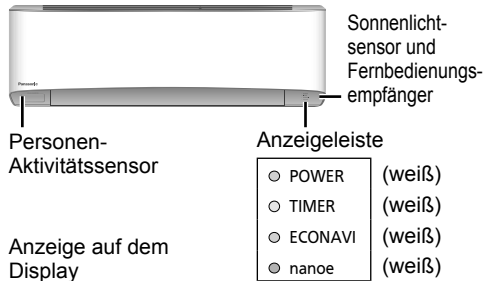 Sonnenlicht-
sensor und
Fernbedienungs-
empfänger
Panasonic
Personen-
Aktivitätssensor
Anzeigeleiste
POWER (weiß)
TIMER (weiß)
ECONAVI (weiß)
nanoe (weiß)
Anzeige auf dem
Display